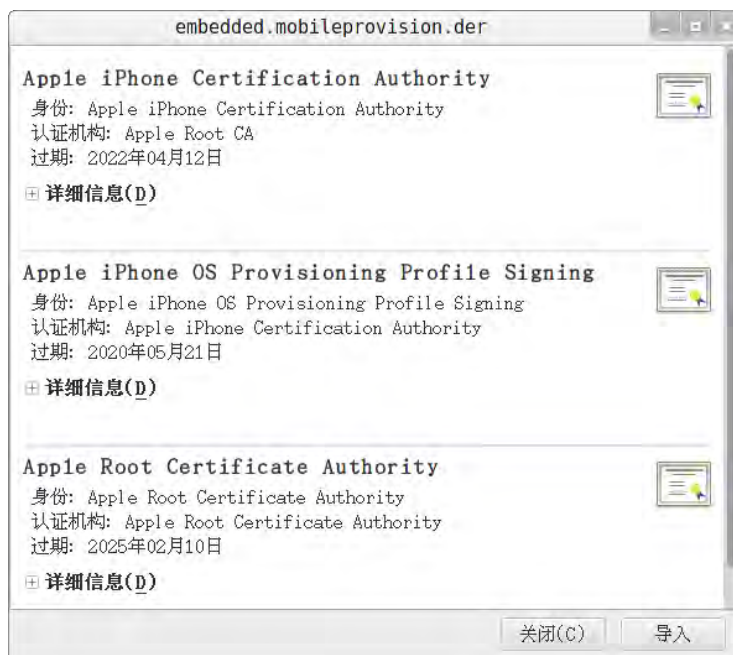 embedded.mobileprovision.der
Apple iPhone Certification Authority
身份: Apple iPhone Certification Authority
认证机构: Apple Root CA
过期: 2022年04月12日
详细信息(D)
Apple iPhone OS Provisioning Profile Signing
身份: Apple iPhone OS Provisioning Profile Signing
认证机构: Apple iPhone Certification Authority
过期: 2020年05月21日
详细信息(D)
Apple Root Certificate Authority
身份: Apple Root Certificate Authority
认证机构: Apple Root Certificate Authority
过期: 2025年02月10日
详细信息(D)
关闭(C)
导入